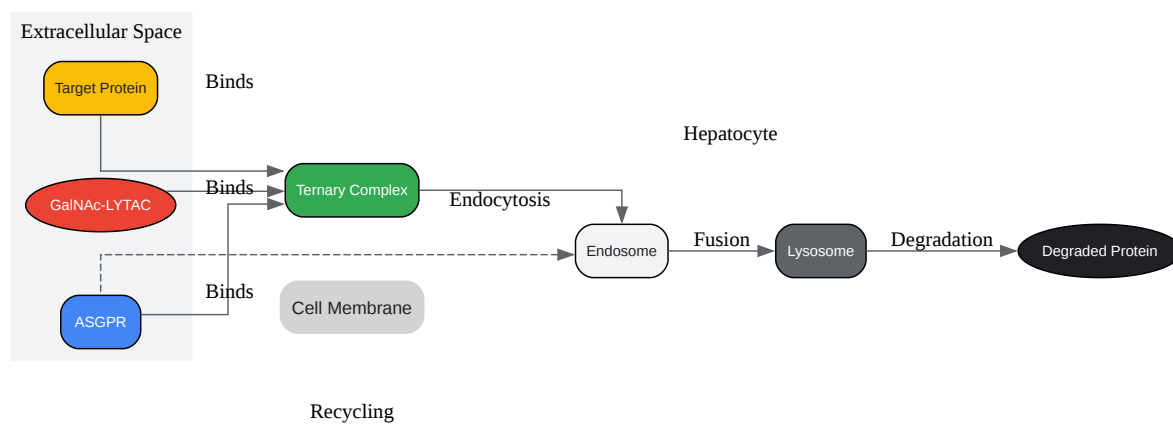 Extracellular Space
Target Protein
Binds
Hepatocyte
GalNAc-LYTAC
Binds
Ternary Complex
Endocytosis
Endosome
Fusion
Lysosome
Degradation
Degraded Protein
Binds
Cell Membrane
ASGPR
Recycling